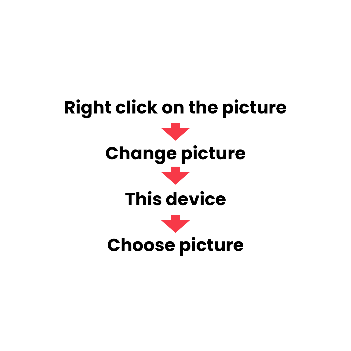 Right click on the picture
Change picture
This device
Choose picture